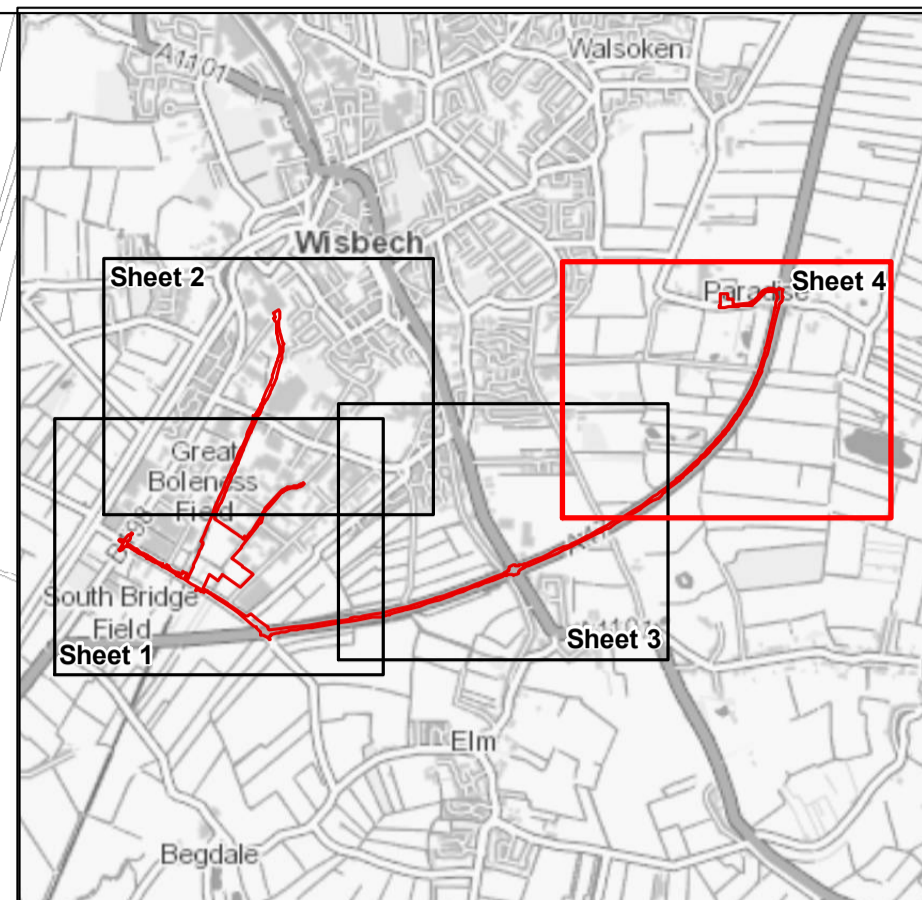 Walsoken
A1101
Wisbech
Sheet 2
Paradise
Sheet 4
Great
Boleness
Field
South Bridge
Field
Sheet 1
Sheet 3
Elm
Begdale